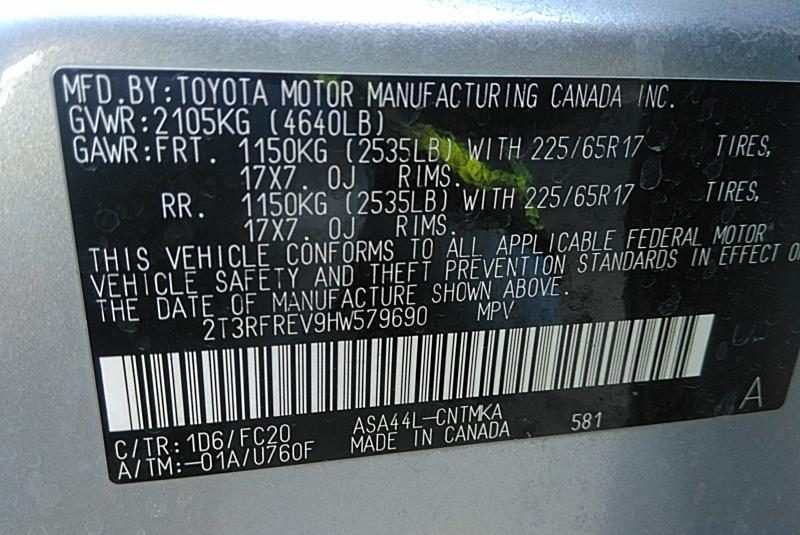 MFD.BY:TOYOTA MOTOR MANUFACTURING CANADA INC.
GVWR:2105KG (4640LB)
GAWR:FRT. 1150KG (2535LB) WITH 225/65R17 TIRES,
17X7. 0J RIMS.
RR. 1150KG (2535LB) WITH 225/65R17 TIRES,
17X7. 0J RIMS.
THIS VEHICLE CONFORMS TO ALL APPLICABLE FEDERAL MOTOR
VEHICLE SAFETY AND THEFT PREVENTION STANDARDS IN EFFECT O
THE DATE OF MANUFACTURE SHOWN ABOVE.
2T3RFREV9HW579690 MPV
A
C/TR:1D6/FC20 ASA44L-CNTMKA 581
A/TM:-01A/U760F MADE IN CANADA